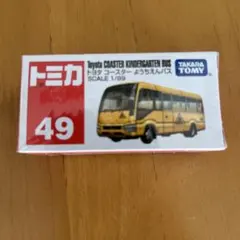 トミカ
Toyota COASTER KINDERGARTEN BUS
トヨタ コースター ようちえんバス
SCALE 1/89
TAKARA
TOMY
49